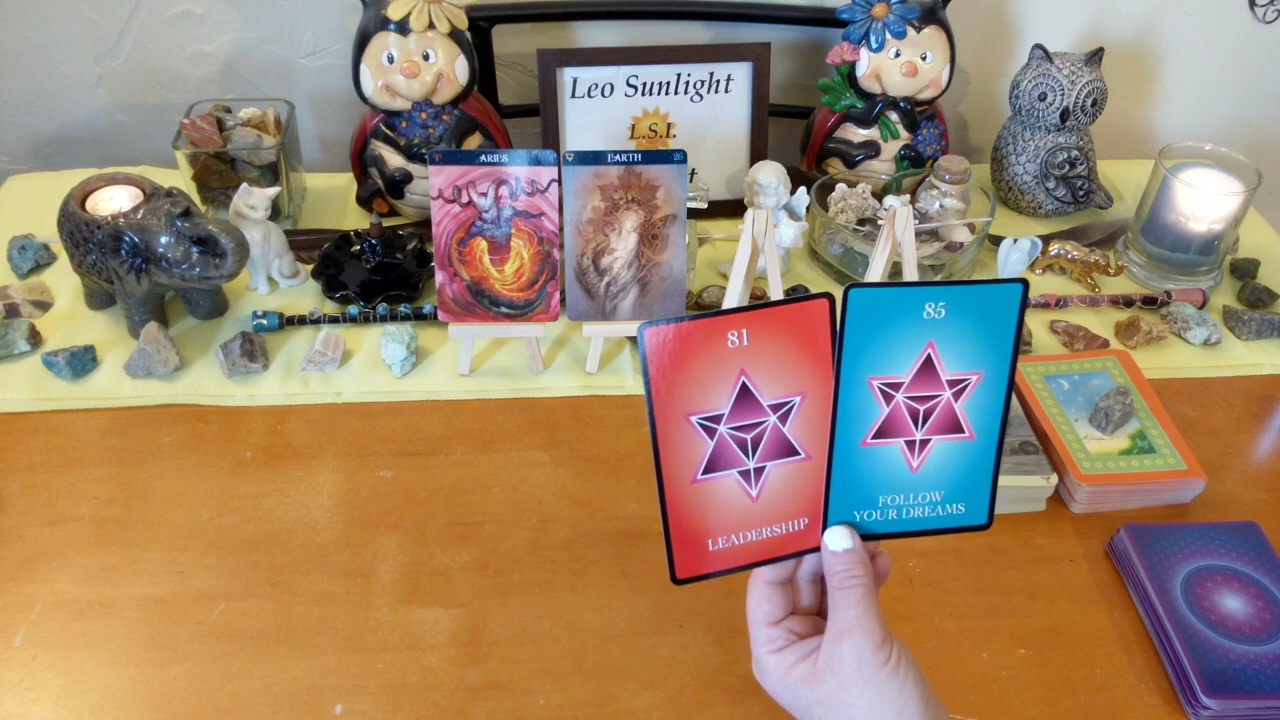 Leo Sunlight
L.S.I.
t
ARIES
EARTH
26
81
LEADERSHIP
85
FOLLOW
YOUR DREAMS